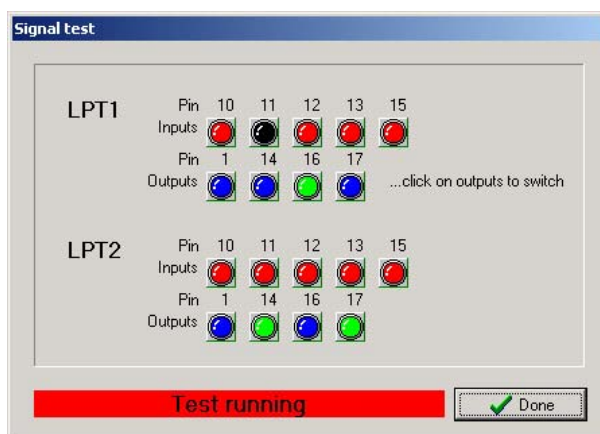 Signal test
LPT1
Pin 10 11 12 13 15
Inputs
Pin 1 14 16 17
Outputs ...click on outputs to switch
LPT2
Pin 10 11 12 13 15
Inputs
Pin 1 14 16 17
Outputs
Test running
Done